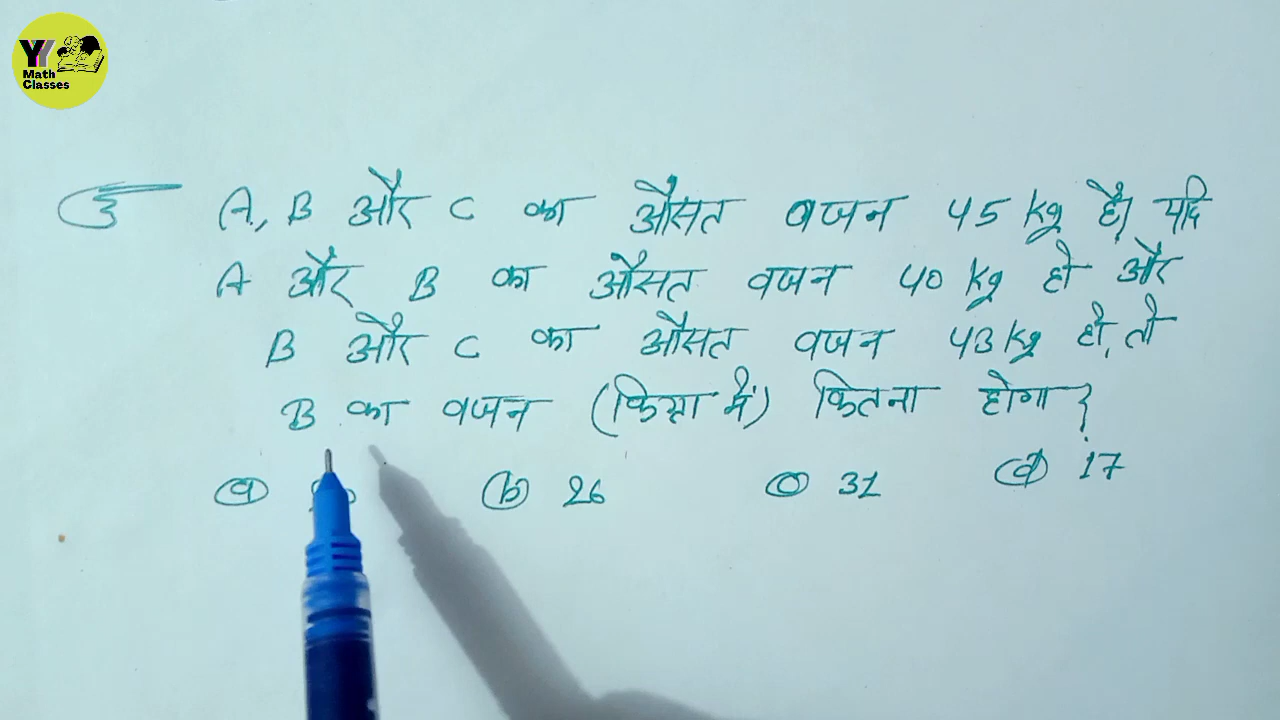 YY
Math
Classes
A, B और C का औसत वजन 45 kg है। यदि
A और B का औसत वजन 40 kg हो और
B और C का औसत वजन 43 kg हो, तो
B का वजन (किग्रा में) कितना होगा?
(a) (b) 26 (c) 31 (d) 17